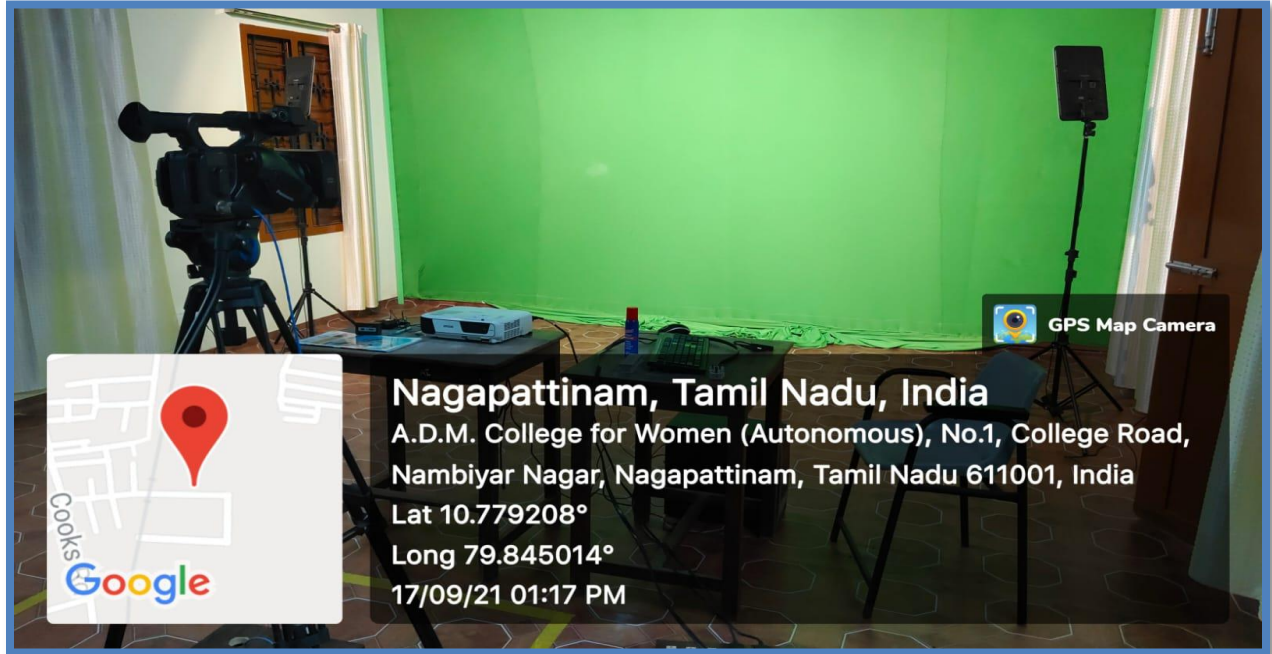 GPS Map Camera
Nagapattinam, Tamil Nadu, India
A.D.M. College for Women (Autonomous), No.1, College Road,
Nambiyar Nagar, Nagapattinam, Tamil Nadu 611001, India
Lat 10.779208°
Long 79.845014°
17/09/21 01:17 PM
Cooks
Google